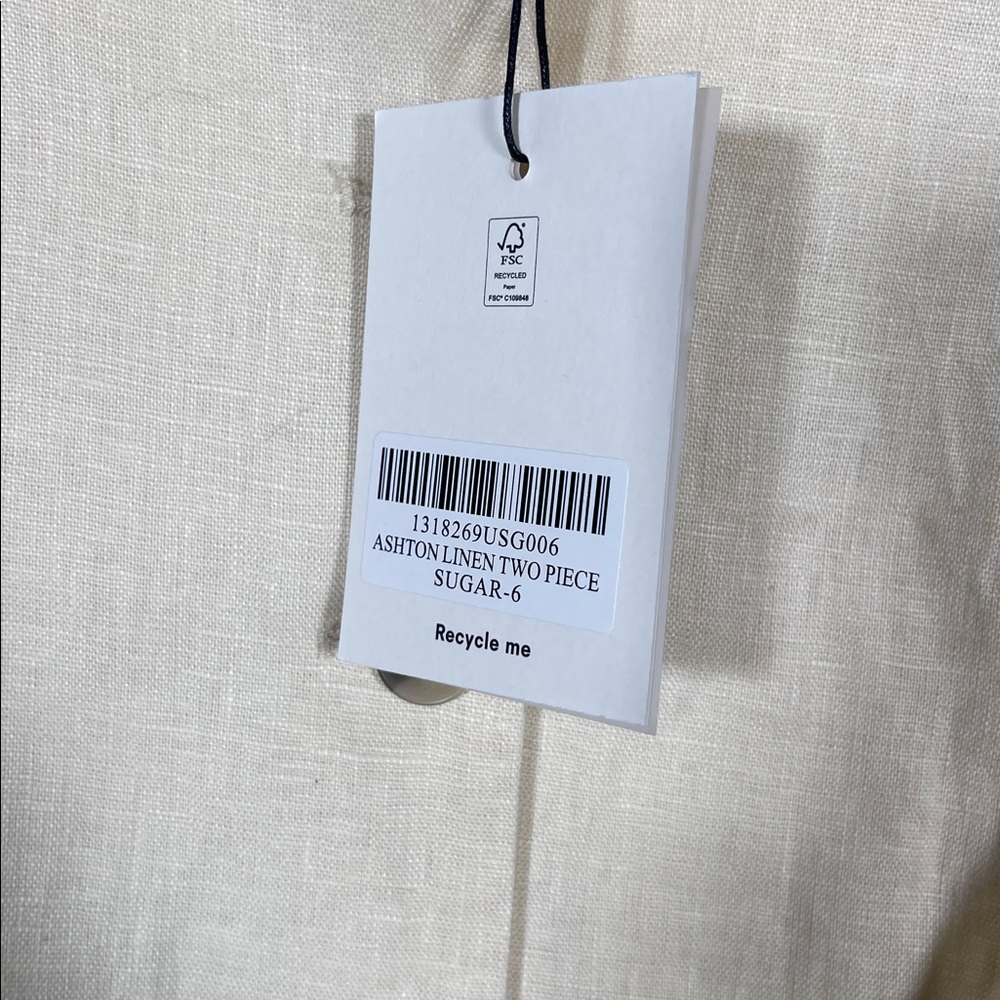 FSC
RECYCLED
Paper
FSC® C109848
1318269USG006
ASHTON LINEN TWO PIECE
SUGAR-6
Recycle me